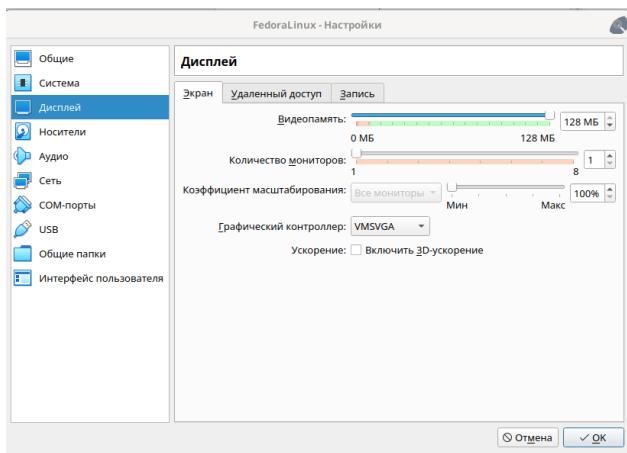 FedoraLinux - Настройки
Общие
Система
Дисплей
Носители
Аудио
Сеть
COM-порты
USB
Общие папки
Интерфейс пользователя
Дисплей
Экран Удаленный доступ Запись
Видеопамять: 128 МБ
0 МБ 128 МБ
Количество мониторов: 1
1 8
Коэффициент масштабирования: Все мониторы 100%
Мин Макс
Графический контроллер: VMSVGA
Ускорение: Включить 3D-ускорение
Отмена OK